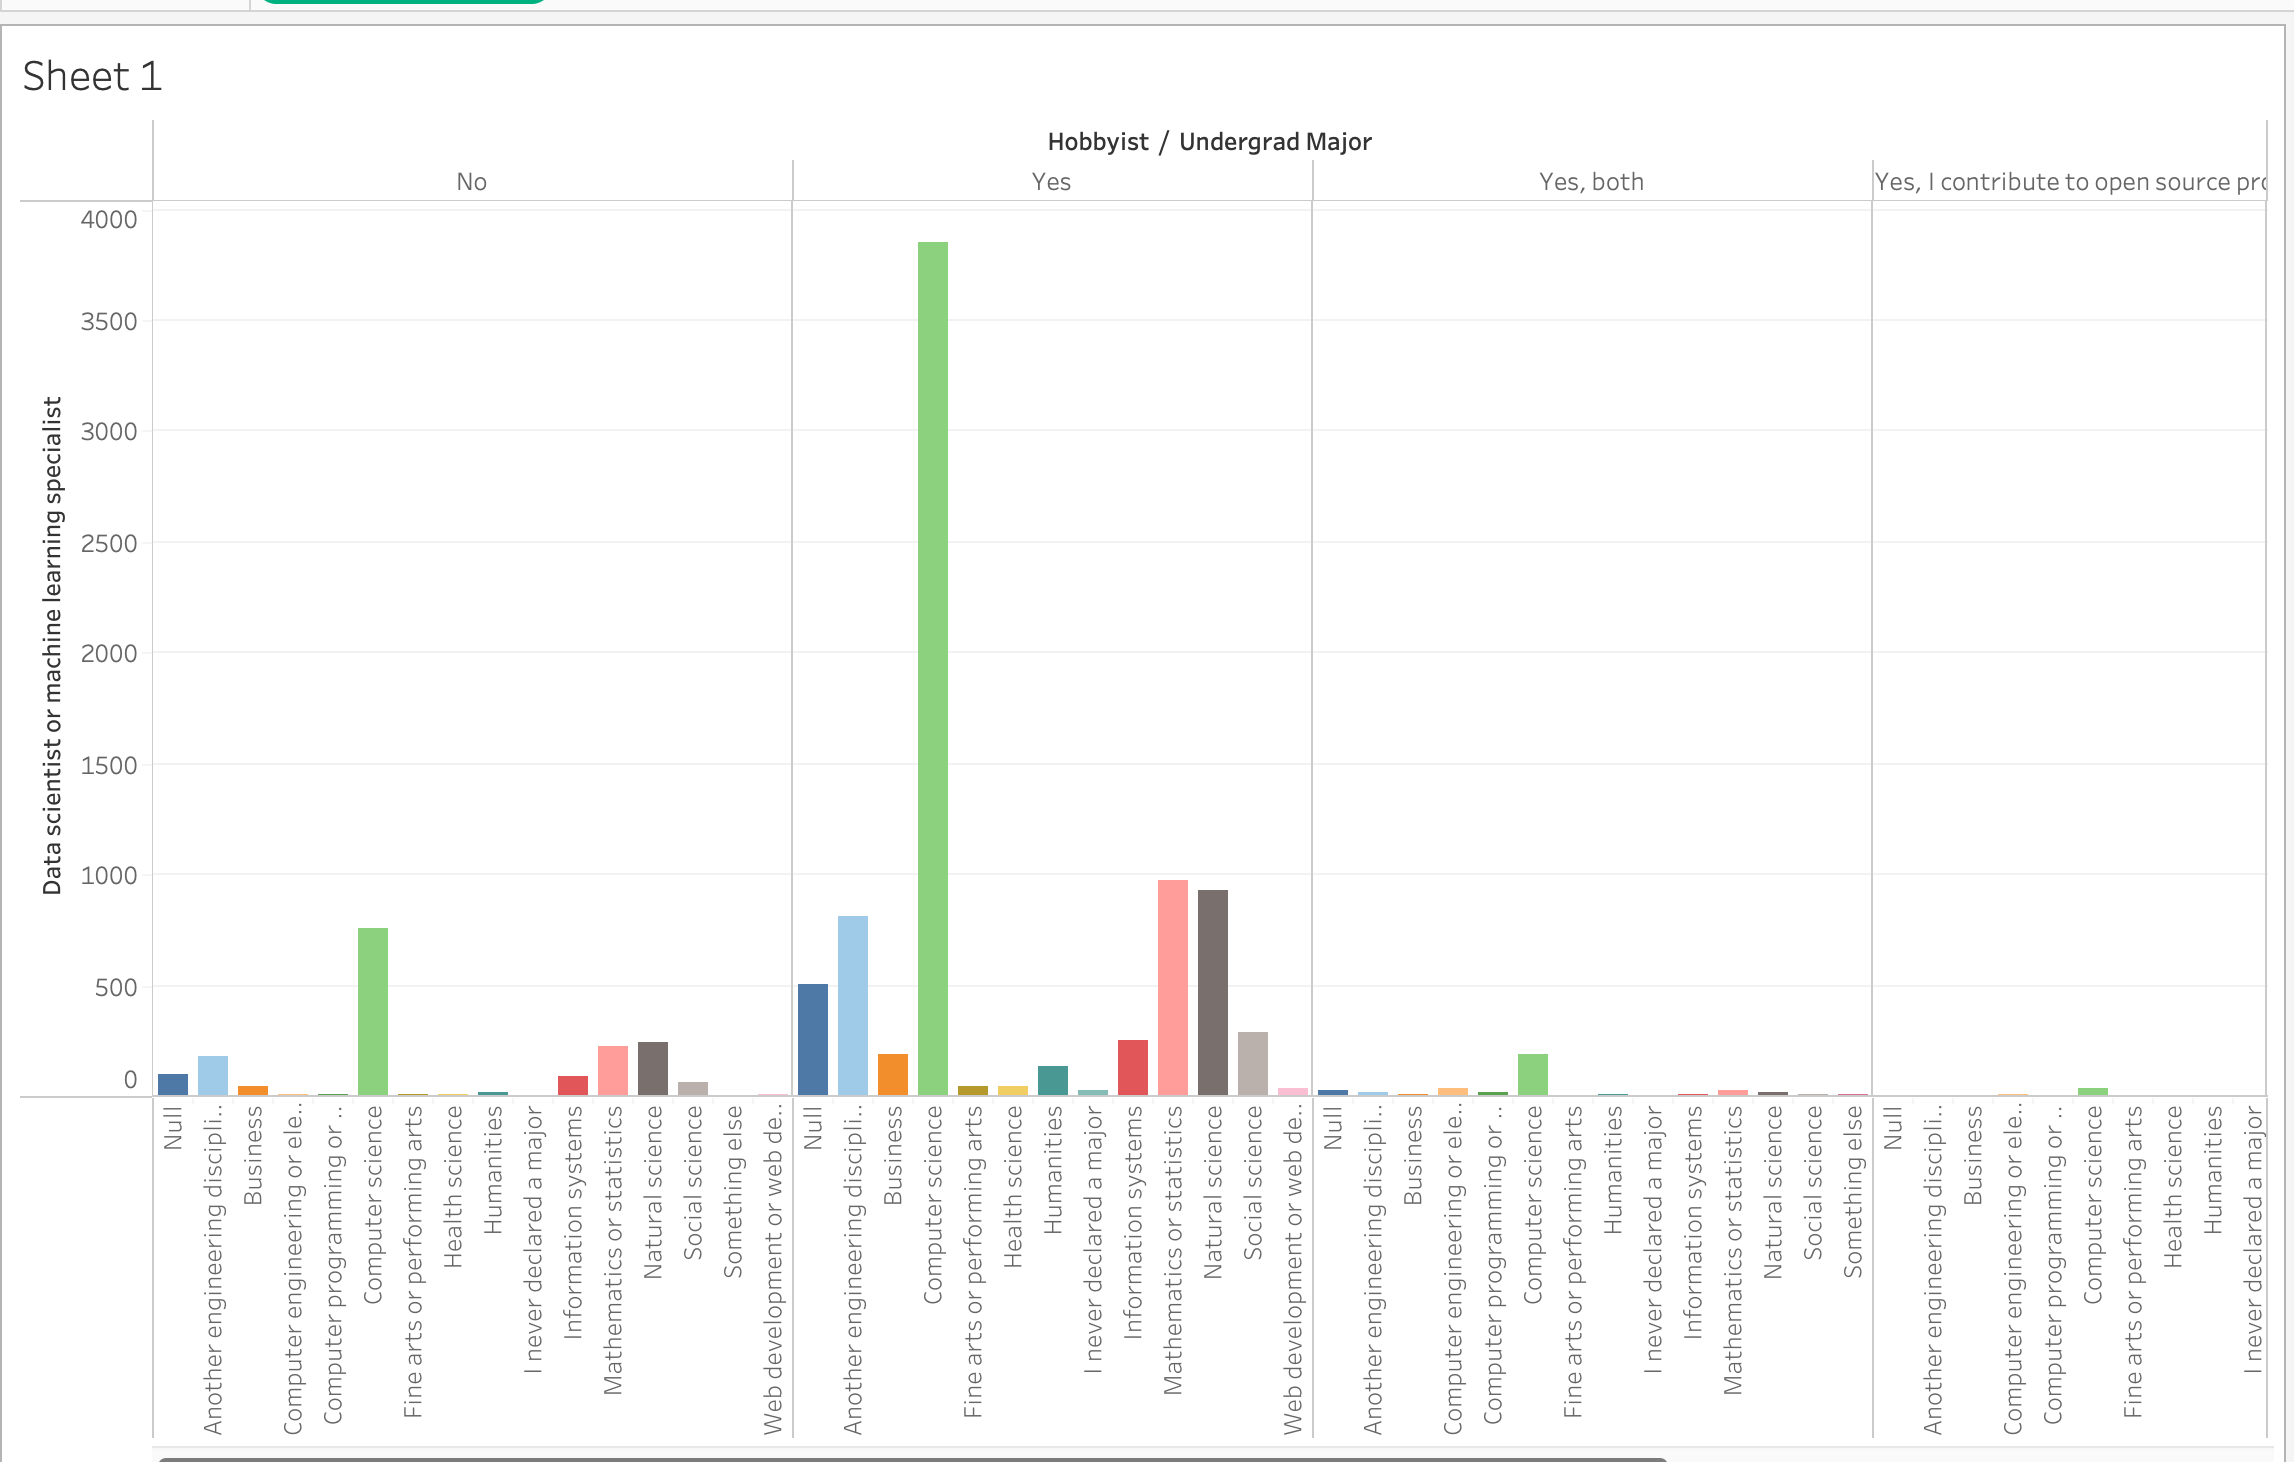 Sheet 1
Hobbyist / Undergrad Major
No
Yes
Yes, both
Yes, I contribute to open source pro
Data scientist or machine learning specialist
4000
3500
3000
2500
2000
1500
1000
500
0
Null
Another engineering discipli..
Business
Computer engineering or ele..
Computer programming or ..
Computer science
Fine arts or performing arts
Health science
Humanities
I never declared a major
Information systems
Mathematics or statistics
Natural science
Social science
Something else
Web development or web de..
Null
Another engineering discipli..
Business
Computer science
Fine arts or performing arts
Health science
Humanities
I never declared a major
Information systems
Mathematics or statistics
Natural science
Social science
Web development or web de..
Null
Another engineering discipli..
Business
Computer engineering or ele..
Computer programming or ..
Computer science
Fine arts or performing arts
Humanities
I never declared a major
Information systems
Mathematics or statistics
Natural science
Social science
Something else
Null
Another engineering discipli..
Business
Computer engineering or ele..
Computer programming or ..
Computer science
Fine arts or performing arts
Health science
Humanities
I never declared a major